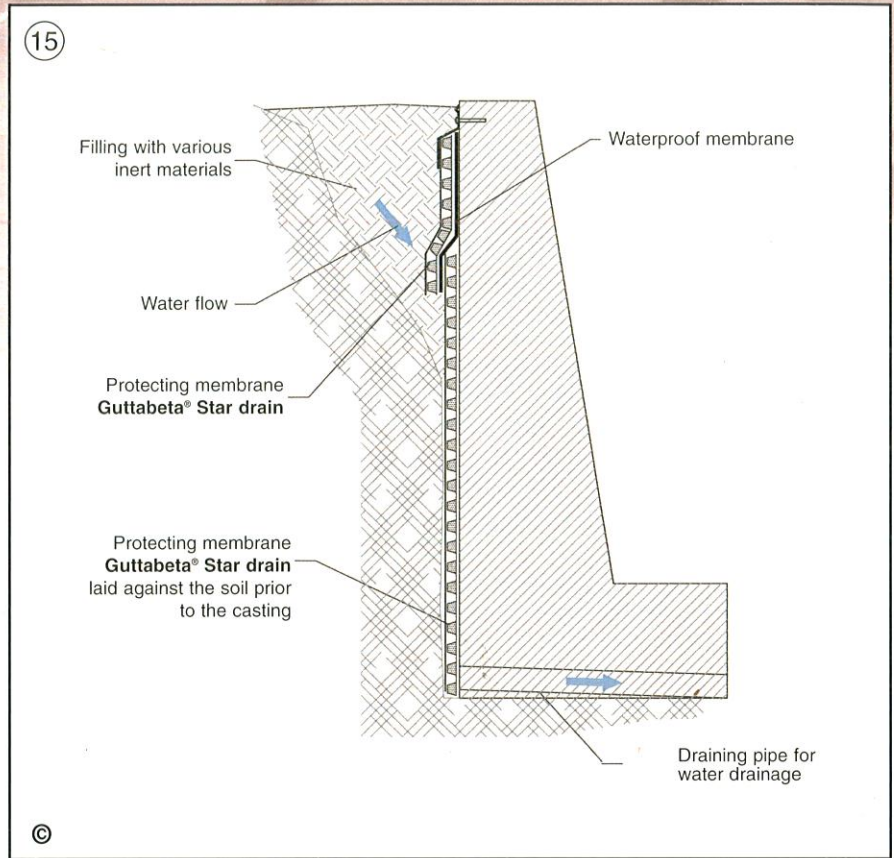 15
Filling with various
inert materials
Waterproof membrane
Water flow
Protecting membrane
Guttabeta® Star drain
Protecting membrane
Guttabeta® Star drain
laid against the soil prior
to the casting
Draining pipe for
water drainage
©